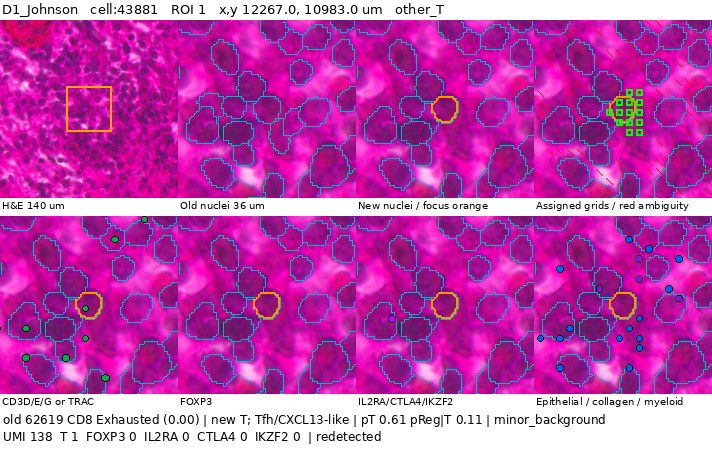 D1_Johnson cell:43881 ROI 1 x,y 12267.0, 10983.0 um other_T
H&E 140 um
Old nuclei 36 um
New nuclei / focus orange
Assigned grids / red ambiguity
CD3D/E/G or TRAC
FOXP3
IL2RA/CTLA4/IKZF2
Epithelial / collagen / myeloid
old 62619 CD8 Exhausted (0.00) | new T; Tfh/CXCL13-like | pT 0.61 pReg|T 0.11 | minor_background
UMI 138 T 1 FOXP3 0 IL2RA 0 CTLA4 0 IKZF2 0 | redetected